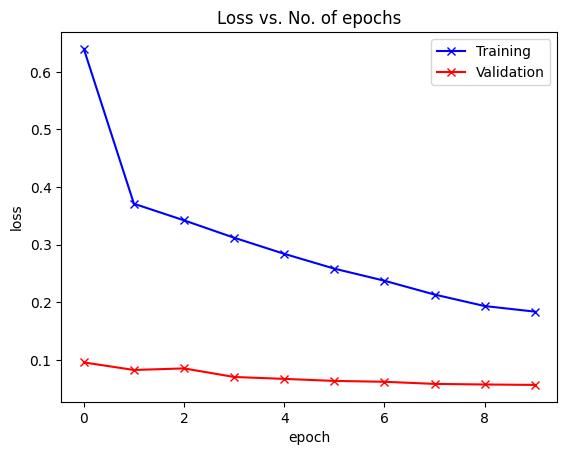 Loss vs. No. of epochs
Training
Validation
loss
0.6
0.5
0.4
0.3
0.2
0.1
0 2 4 6 8
epoch